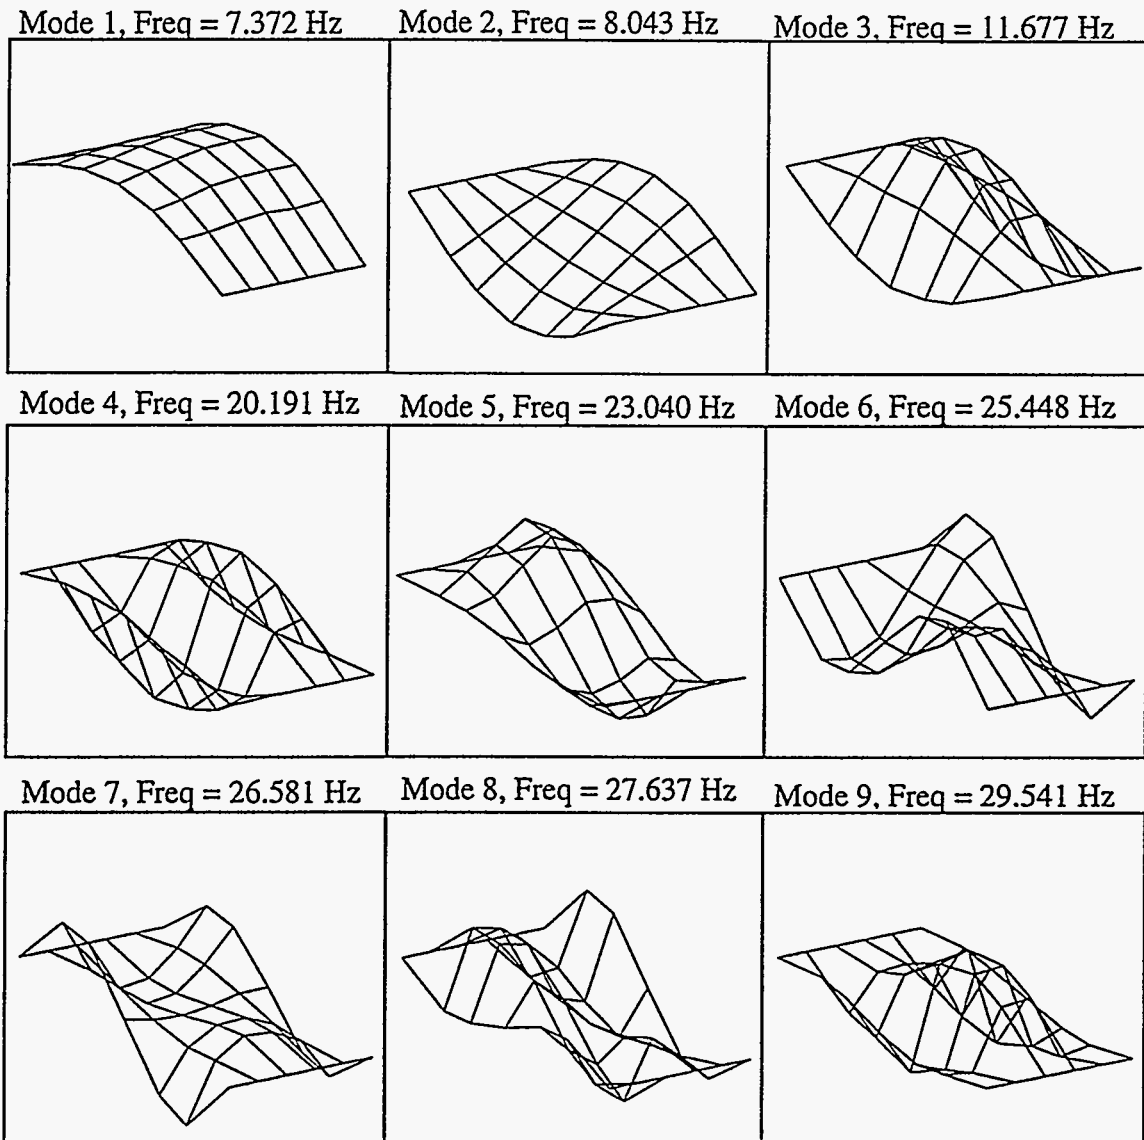 Mode 1, Freq = 7.372 Hz
Mode 2, Freq = 8.043 Hz
Mode 3, Freq = 11.677 Hz
Mode 4, Freq = 20.191 Hz
Mode 5, Freq = 23.040 Hz
Mode 6, Freq = 25.448 Hz
Mode 7, Freq = 26.581 Hz
Mode 8, Freq = 27.637 Hz
Mode 9, Freq = 29.541 Hz